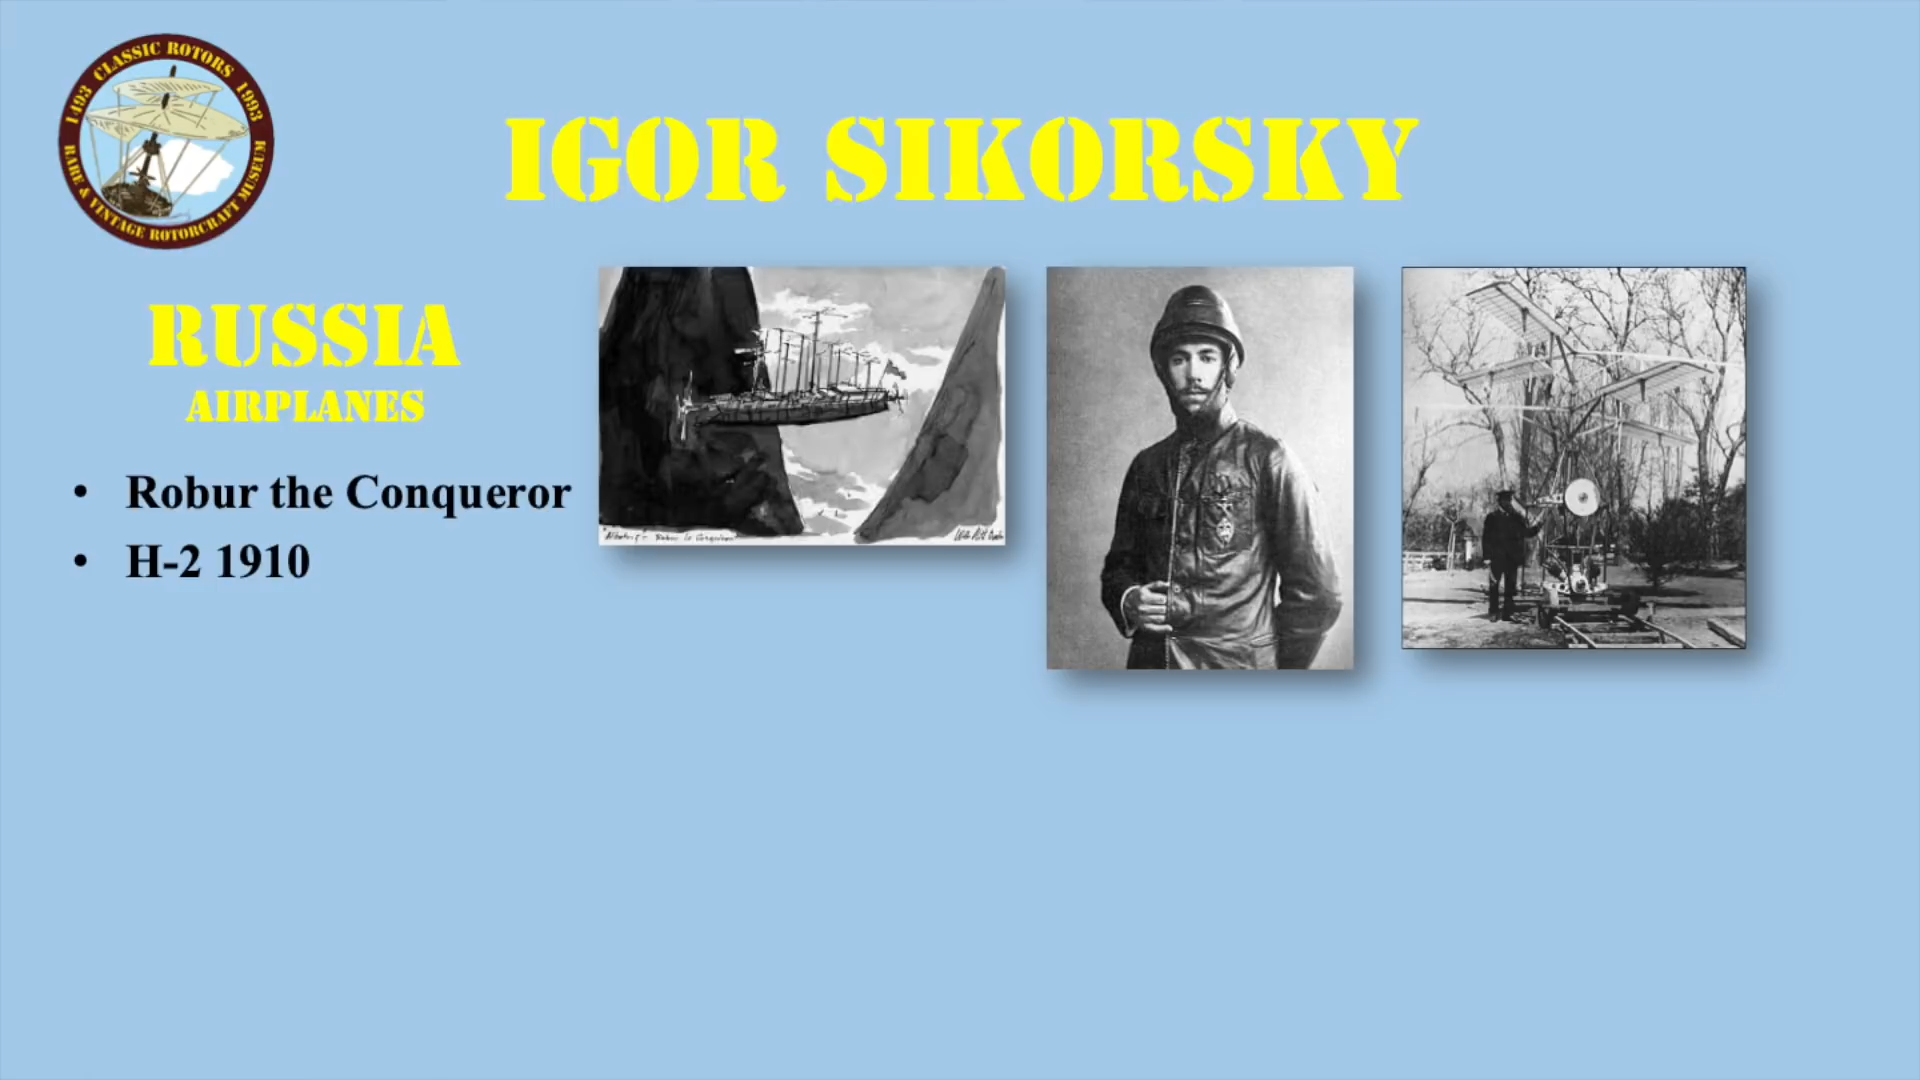 1493 CLASSIC ROTORS 1993
RARE & VINTAGE ROTORCRAFT MUSEUM
IGOR SIKORSKY
RUSSIA
AIRPLANES
• Robur the Conqueror
• H-2 1910